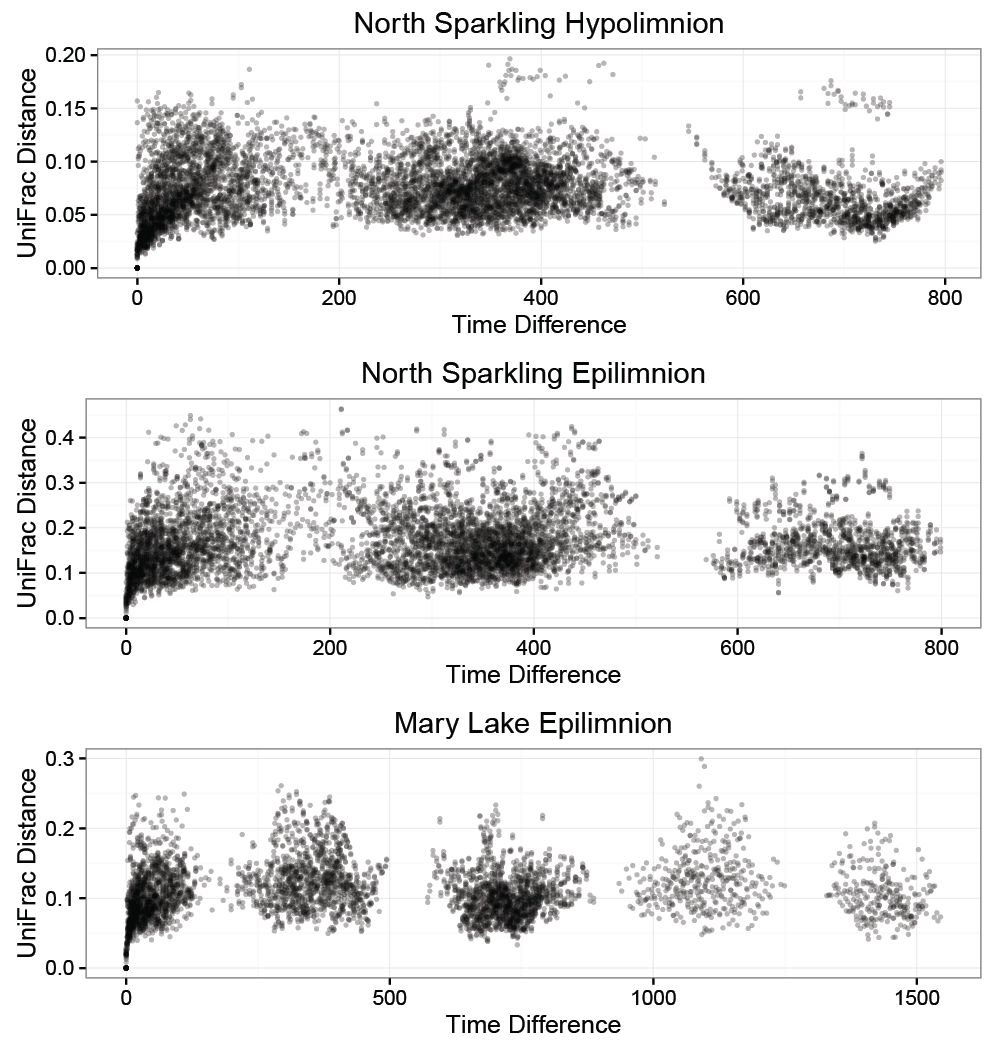 North Sparkling Hypolimnion
UniFrac Distance
0.20
0.15
0.10
0.05
0.00
0 200 400 600 800
Time Difference
North Sparkling Epilimnion
UniFrac Distance
0.4
0.3
0.2
0.1
0.0
0 200 400 600 800
Time Difference
Mary Lake Epilimnion
UniFrac Distance
0.3
0.2
0.1
0.0
0 500 1000 1500
Time Difference